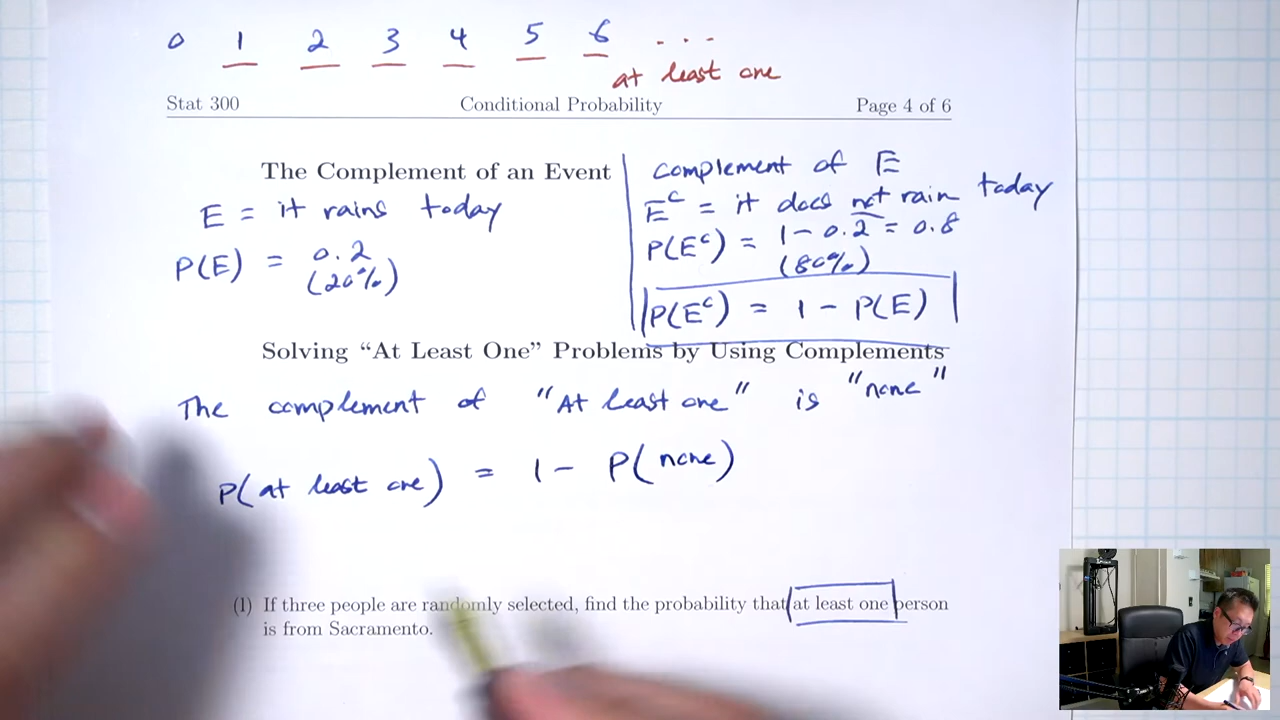 0 1 2 3 4 5 6 ...
at least one
Stat 300 Conditional Probability Page 4 of 6
The Complement of an Event
E = it rains today
P(E) = 0.2
(20%)
complement of E
Eᶜ = it does not rain today
P(Eᶜ) = 1 - 0.2 = 0.8
(80%)
P(Eᶜ) = 1 - P(E)
Solving “At Least One” Problems by Using Complements
The complement of "At least one" is "none"
P(at least one) = 1 - P(none)
(1) If three people are randomly selected, find the probability that at least one person
is from Sacramento.